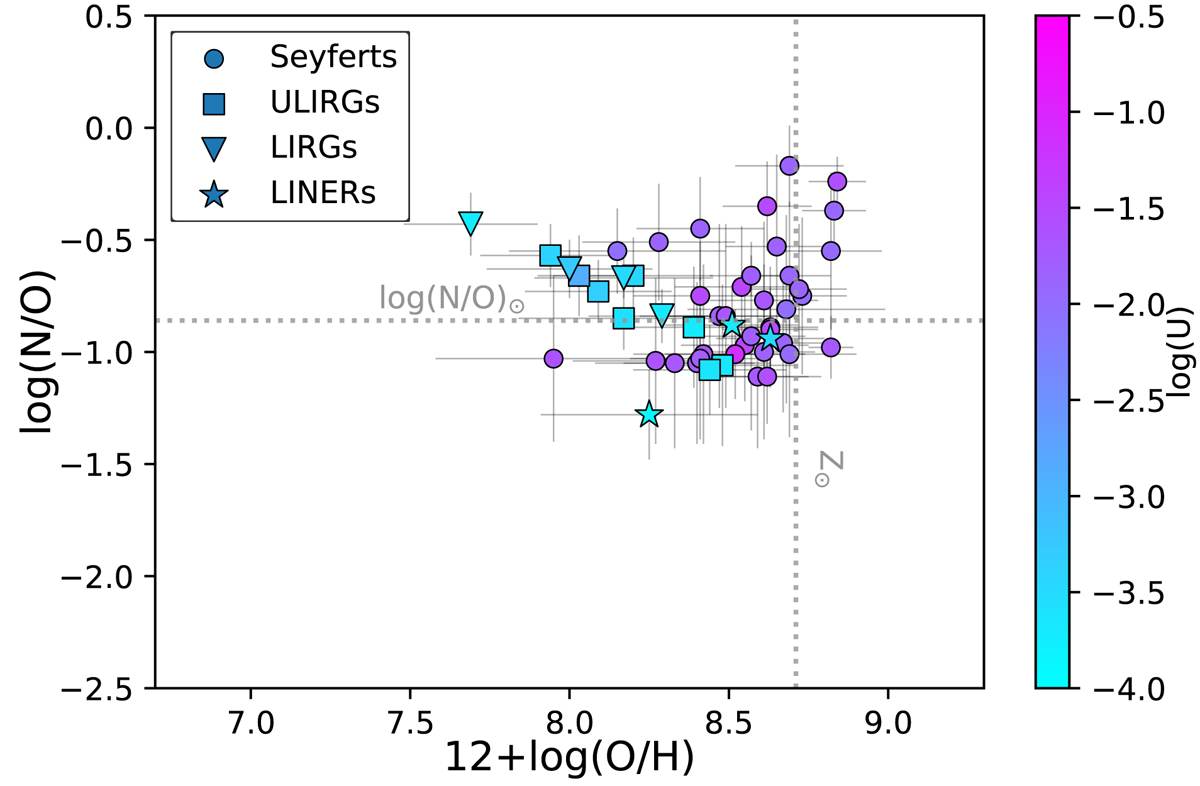 Seyferts
ULIRGs
LIRGs
LINERs
0.5
0.0
−0.5
−1.0
−1.5
−2.0
−2.5
log(N/O)
log(N/O)⊙
Z⊙
7.0
7.5
8.0
8.5
9.0
12+log(O/H)
−0.5
−1.0
−1.5
−2.0
−2.5
−3.0
−3.5
−4.0
log(U)